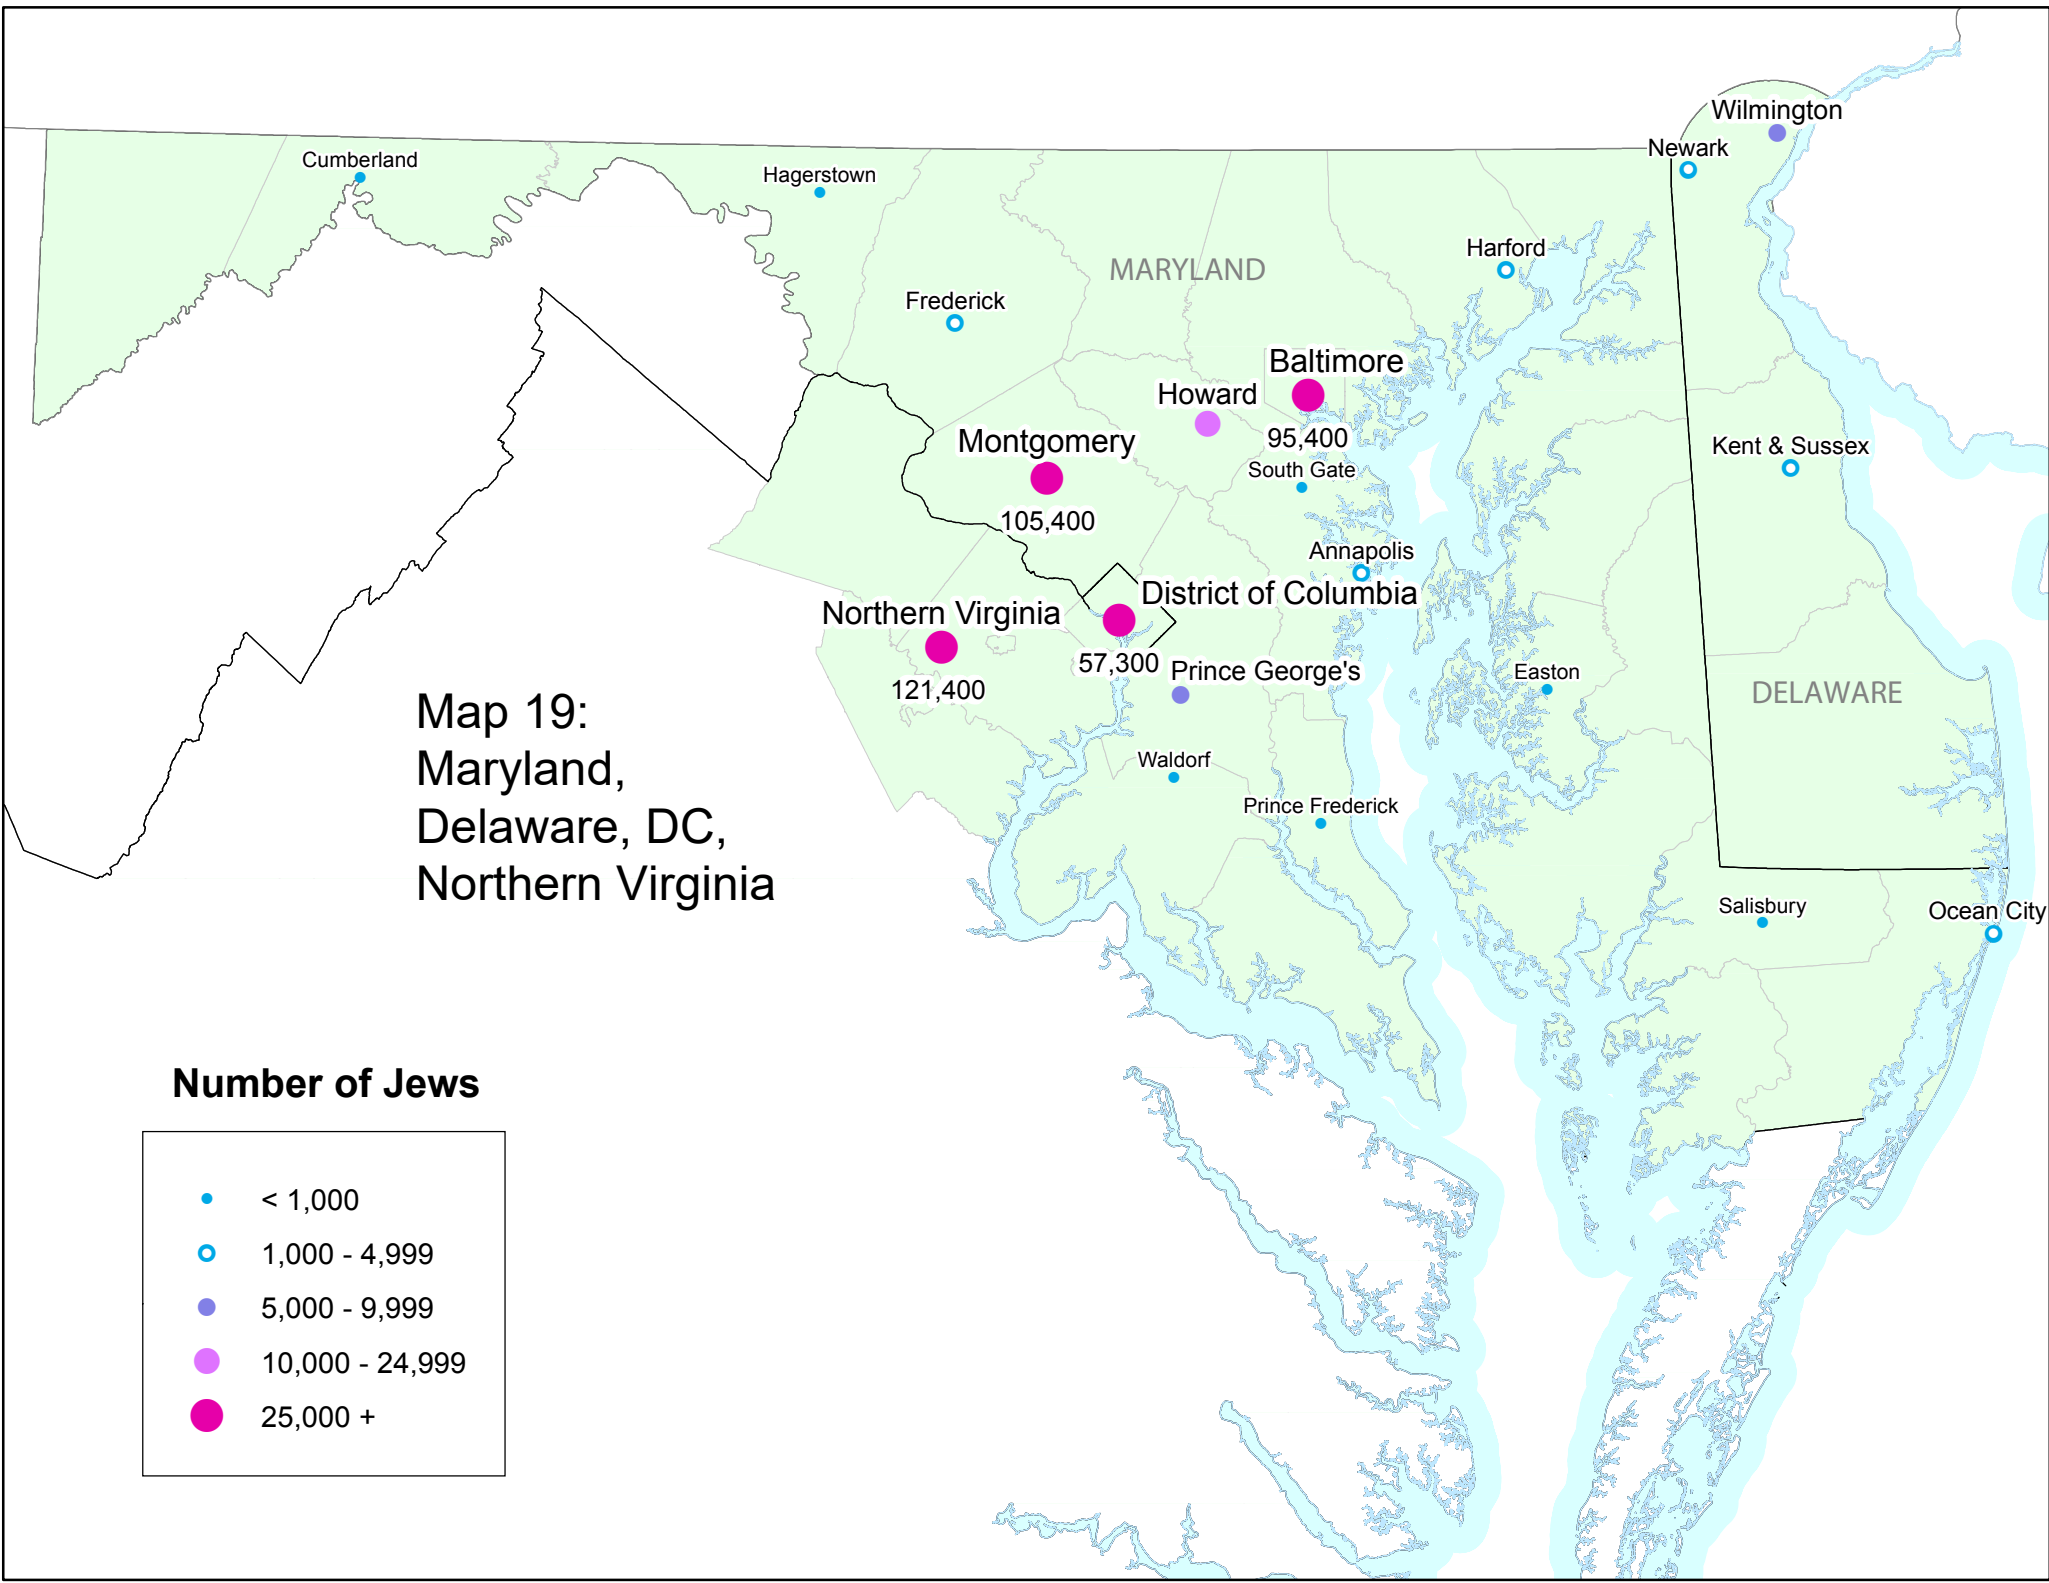 Wilmington
Newark
Cumberland
Hagerstown
Harford
MARYLAND
Frederick
Baltimore
95,400
Howard
Montgomery
105,400
South Gate
Kent & Sussex
Annapolis
District of Columbia
57,300
Northern Virginia
121,400
Prince George's
Easton
DELAWARE
Waldorf
Prince Frederick
Salisbury
Ocean City
Map 19:
Maryland,
Delaware, DC,
Northern Virginia
Number of Jews
< 1,000
1,000 - 4,999
5,000 - 9,999
10,000 - 24,999
25,000 +